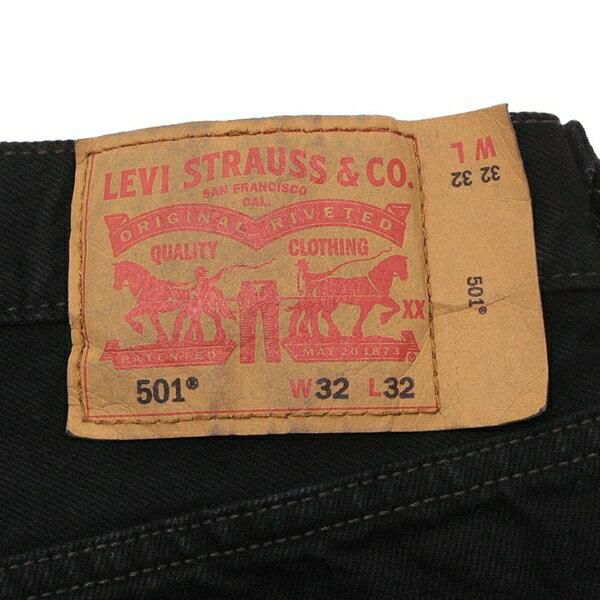 LEVI STRAUSS & CO.
SAN FRANCISCO
CAL.
ORIGINAL RIVETED
QUALITY CLOTHING
XX
PATENTED MAY 20 1873
501® W32 L32
W L
32 32
501®